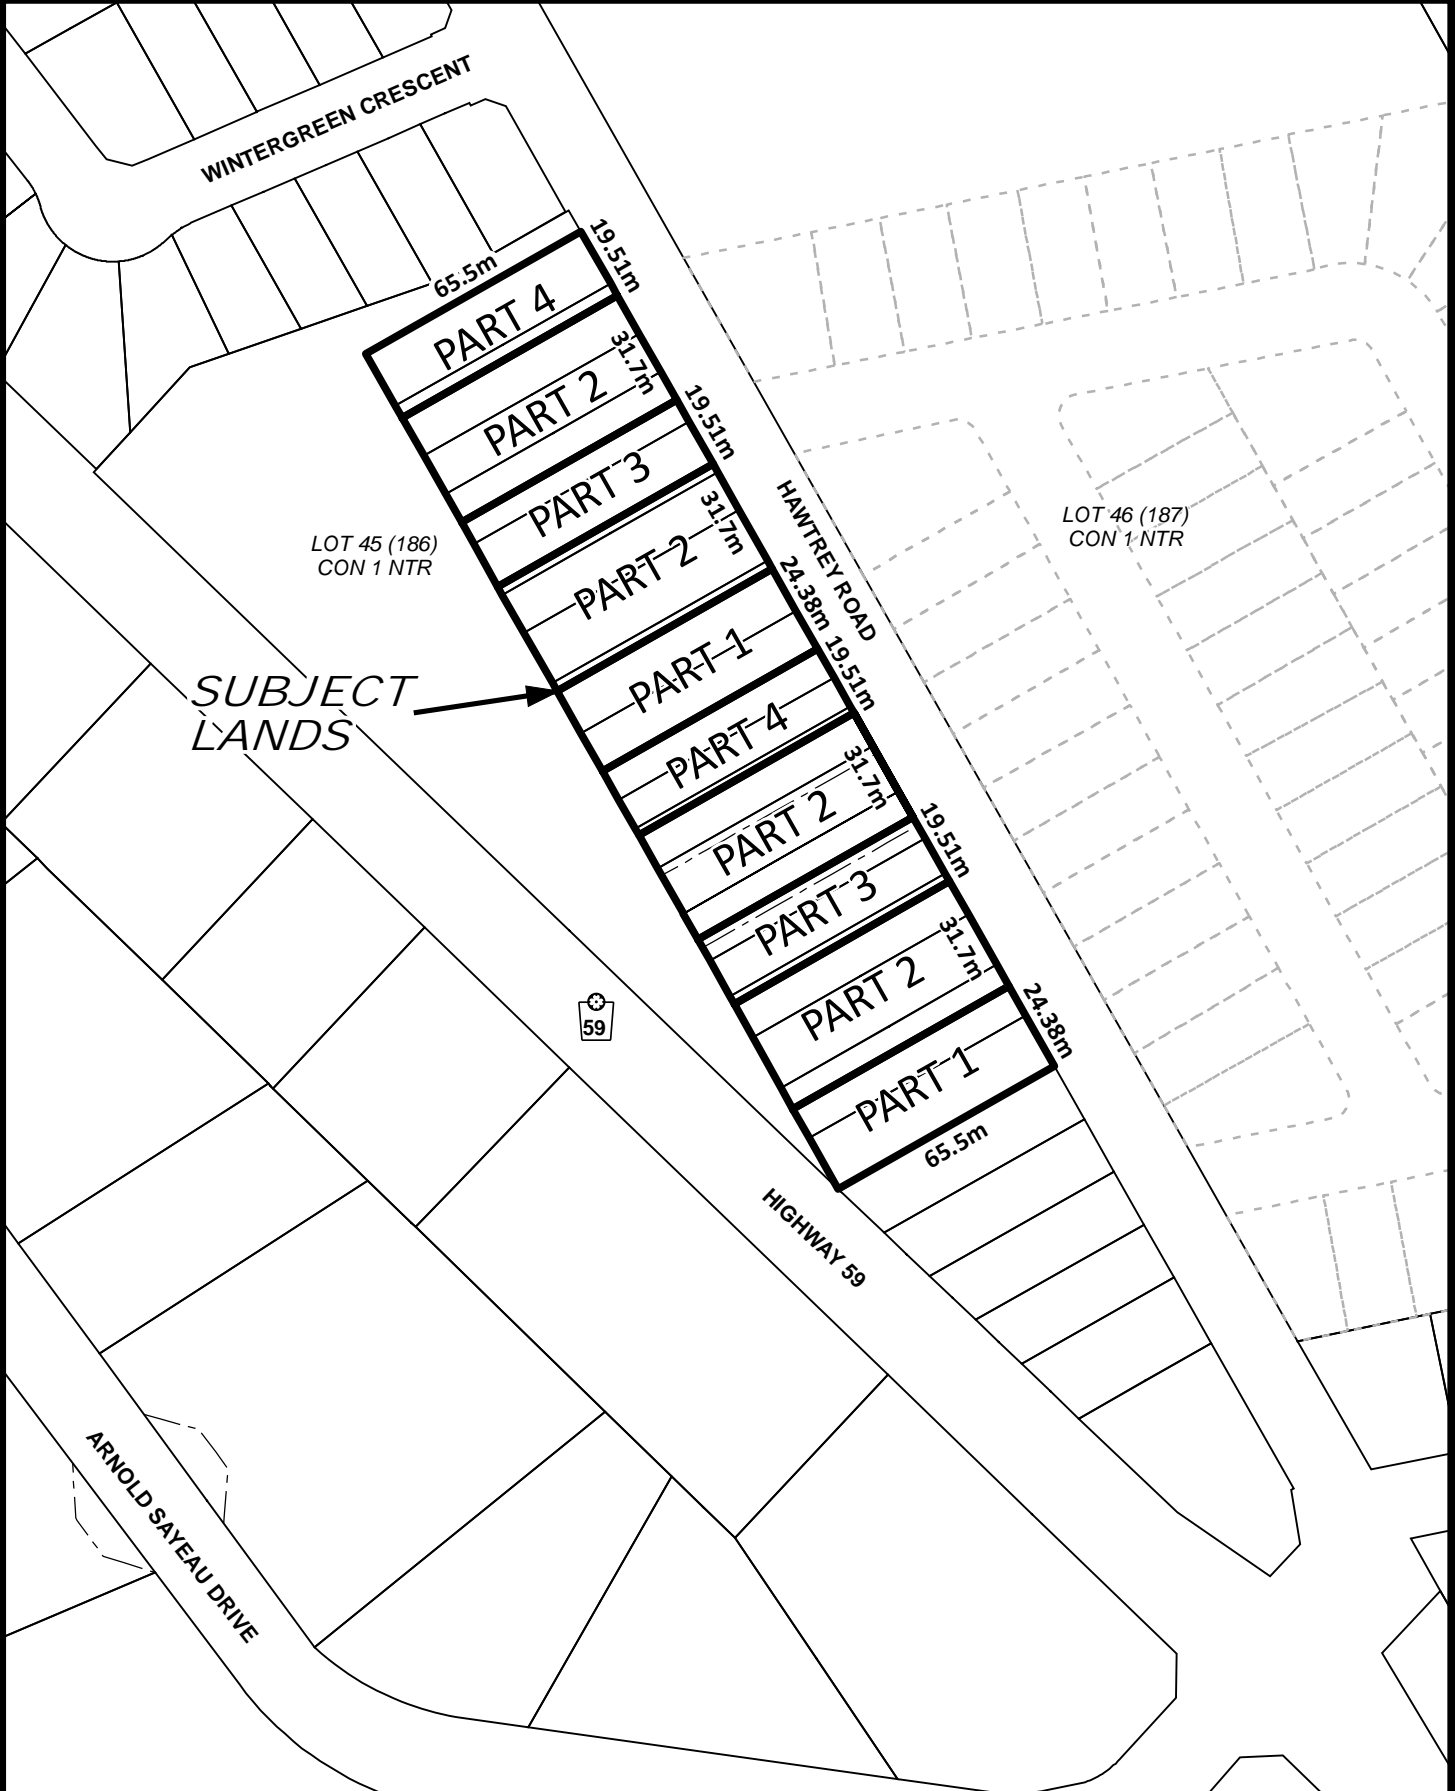 WINTERGREEN CRESCENT
19.51m
65.5m
PART 4
31.7m
PART 2
19.51m
PART 3
31.7m
HAWTREY ROAD
LOT 45 (186)
CON 1 NTR
LOT 46 (187)
CON 1 NTR
PART 2
24.38m
PART 1
19.51m
SUBJECT
LANDS
PART 4
31.7m
PART 2
19.51m
PART 3
31.7m
PART 2
24.38m
59
PART 1
65.5m
HIGHWAY 59
ARNOLD SAYEAU DRIVE